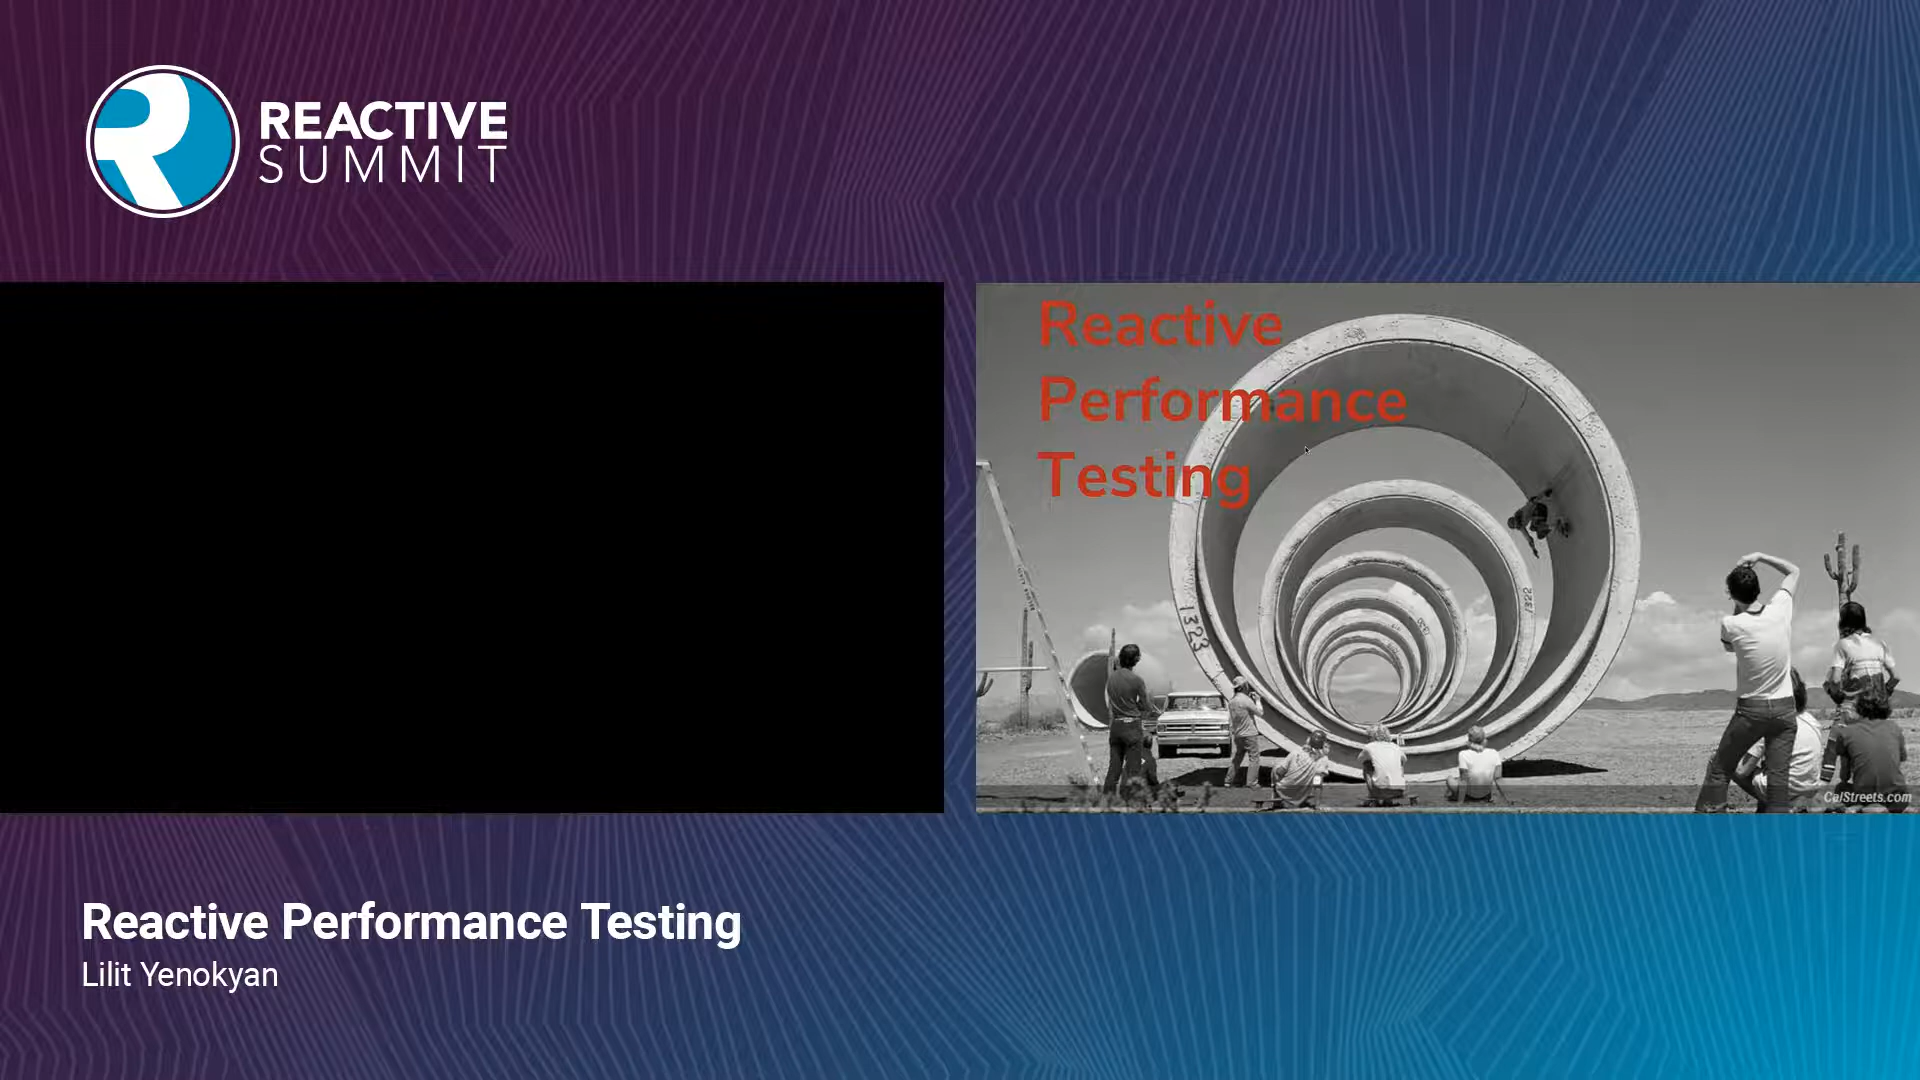 REACTIVE
SUMMIT
Reactive
Performance
Testing
1323
1322
CalStreets.com
Reactive Performance Testing
Lilit Yenokyan